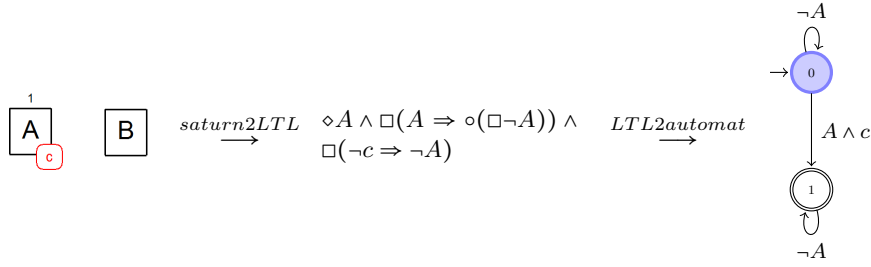 1
A
c
B
saturn2LTL
⟶
⋄A ∧ □(A ⇒ ○(□¬A)) ∧
□(¬c ⇒ ¬A)
LTL2automat
⟶
¬A
0
A ∧ c
1
¬A